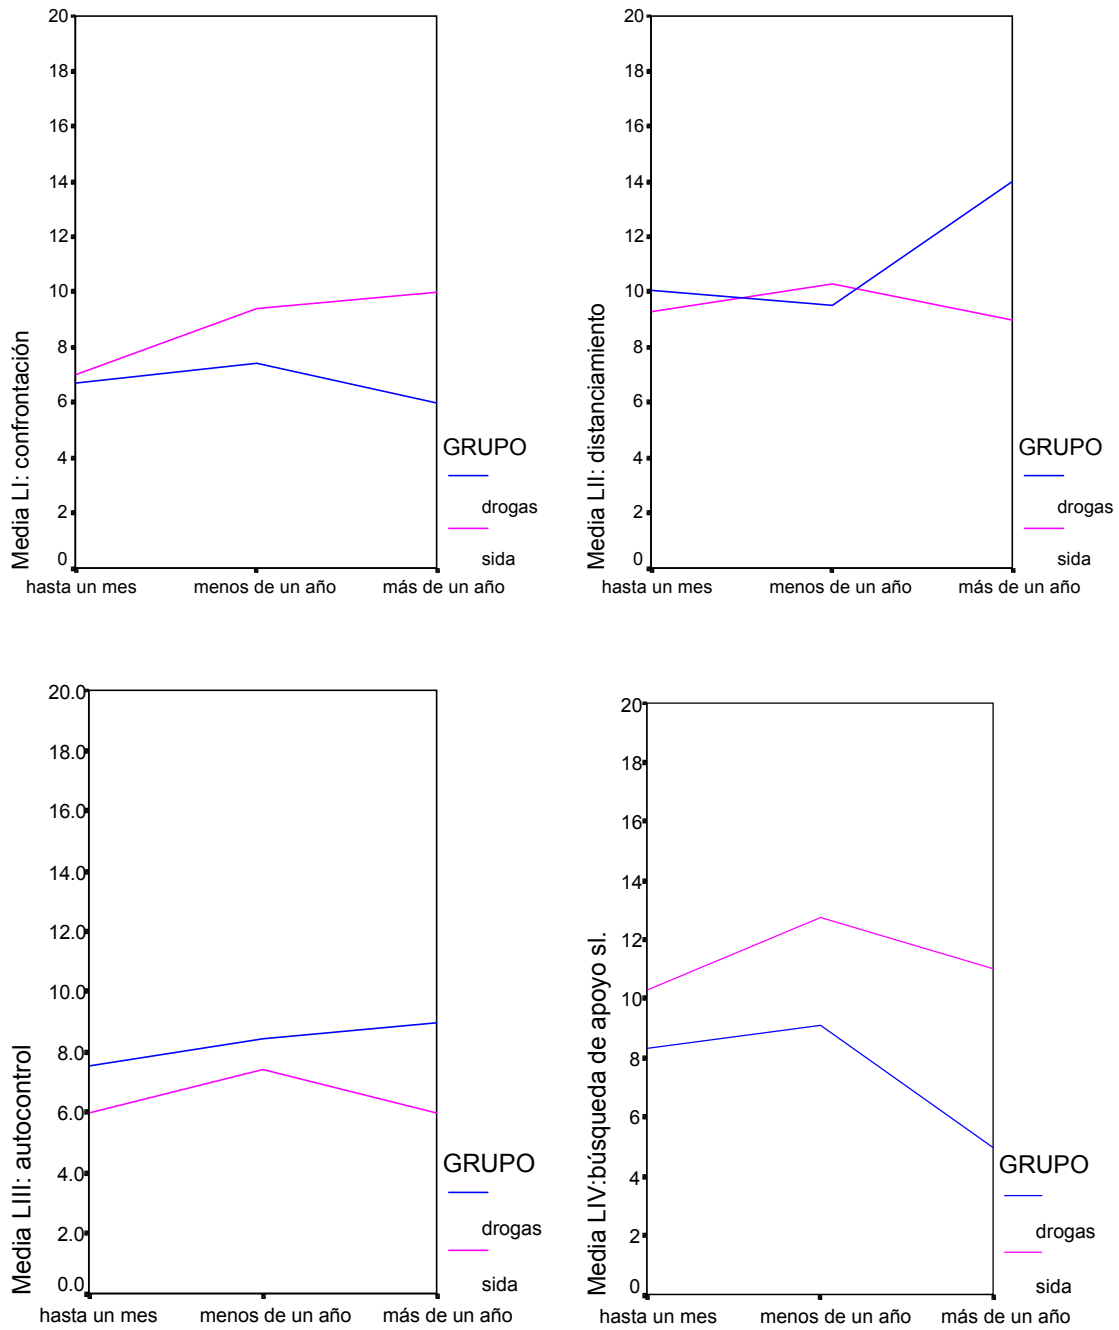 Media LI: confrontación
20
18
16
14
12
10
8
6
4
2
0
hasta un mes
menos de un año
más de un año
GRUPO
drogas
sida
Media LII: distanciamiento
20
18
16
14
12
10
8
6
4
2
0
hasta un mes
menos de un año
más de un año
GRUPO
drogas
sida
Media LIII: autocontrol
20.0
18.0
16.0
14.0
12.0
10.0
8.0
6.0
4.0
2.0
0.0
hasta un mes
menos de un año
más de un año
GRUPO
drogas
sida
Media LIV:búsqueda de apoyo sl.
20
18
16
14
12
10
8
6
4
2
0
hasta un mes
menos de un año
más de un año
GRUPO
drogas
sida